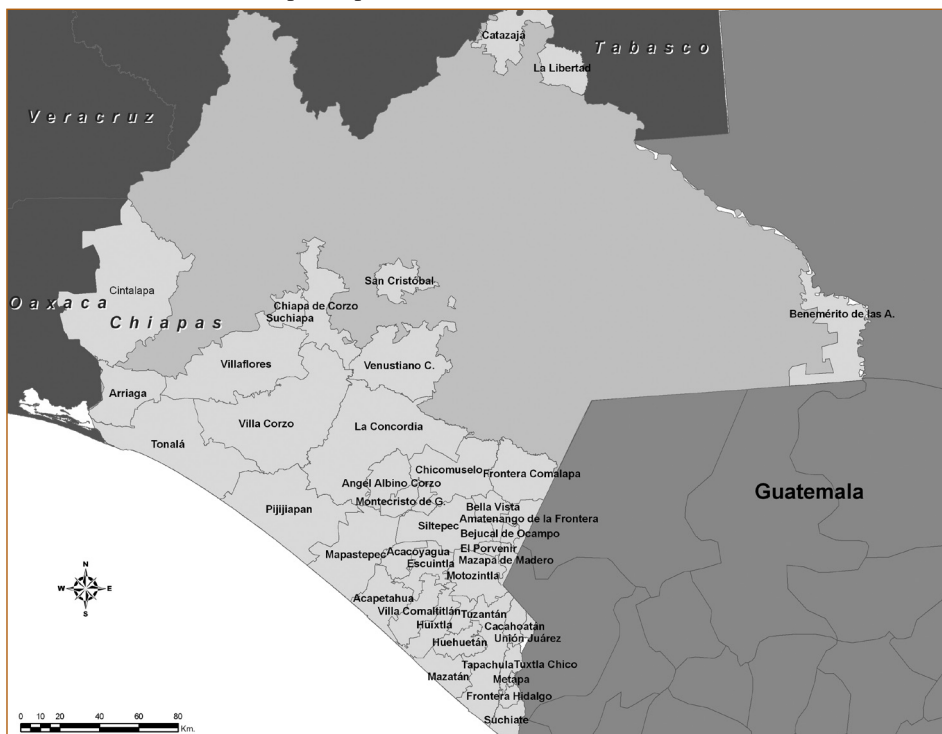 Catazajá
Tabasco
La Libertad
Veracruz
Cintalapa
San Cristóbal
Oaxaca
Chiapa de Corzo
Chiapas
Suchiapa
Benemérito de las A.
Villaflores
Venustiano C.
Arriaga
Villa Corzo
La Concordia
Tonalá
Chicomuselo
Frontera Comalapa
Angel Albino Corzo
Guatemala
Montecristo de G.
Pijijiapan
Bella Vista
Amatenango de la Frontera
Siltepec
Bejucal de Ocampo
El Porvenir
Mapastepec
Acacoyagua
Mazapa de Madero
Escuintla
Motozintla
N
W
E
S
Acapetahua
Villa Comaltitlán
Tuzantán
Huixtla
Cacahoatán
Unión Juárez
Huehuetán
Tapachula
Tuxtla Chico
Mazatán
Metapa
Frontera Hidalgo
Suchiate
0 5 10 20 40 60 80
Km.